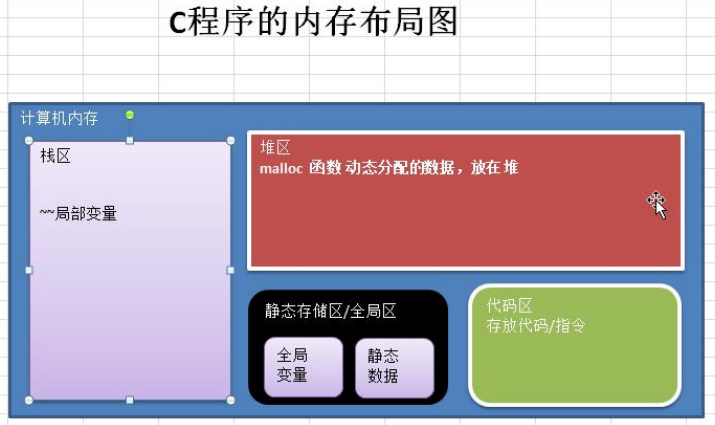 C程序的内存布局图
计算机内存
栈区
~~局部变量
堆区
malloc 函数 动态分配的数据，放在 堆
静态存储区/全局区
全局
变量
静态
数据
代码区
存放代码/指令